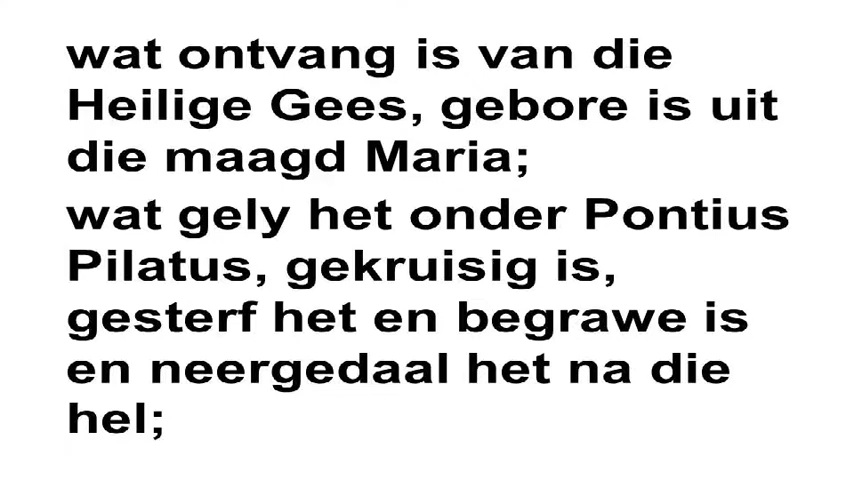 wat ontvang is van die
Heilige Gees, gebore is uit
die maagd Maria;
wat gely het onder Pontius
Pilatus, gekruisig is,
gesterf het en begrawe is
en neergedaal het na die
hel;